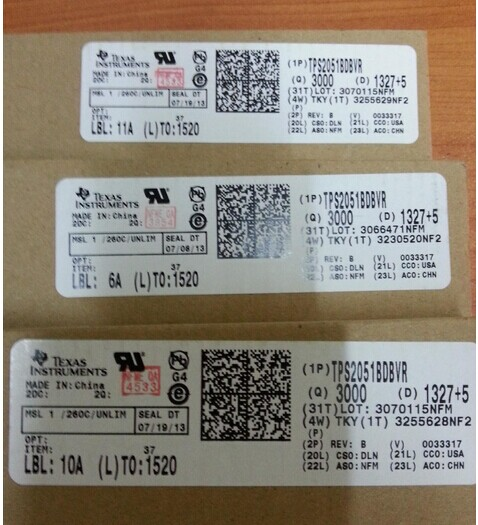 TEXAS INSTRUMENTS
MADE IN: China
2DC: 2Q:
G4
e
MSL 1 /260C/UNLIM SEAL DT
07/19/13
OPT:
ITEM: 37
LBL: 11A (L)TO:1520
(1P) TPS2051BDBVR
(Q) 3000 (D) 1327+5
(31T) LOT: 3070115NFM
(4W) TKY(1T) 3255629NF2
(P)
(2P) REV: B (V) 0033317
(20L) CSO:DLN (21L) CCO:USA
(22L) ASO:NFM (23L) ACO:CHN
TEXAS INSTRUMENTS
MADE IN: China
2DC: 2Q:
G4
e
MSL 1 /260C/UNLIM SEAL DT
07/08/13
OPT:
ITEM: 37
LBL: 6A (L)TO:1520
(1P) TPS2051BDBVR
(Q) 3000 (D) 1327+5
(31T) LOT: 3066471NFM
(4W) TKY(1T) 3230520NF2
(P)
(2P) REV: B (V) 0033317
(20L) CSO:DLN (21L) CCO:USA
(22L) ASO:NFM (23L) ACO:CHN
TEXAS INSTRUMENTS
MADE IN: China
2DC: 2Q:
4533
G4
e
MSL 1 /260C/UNLIM SEAL DT
07/19/13
OPT:
ITEM: 37
LBL: 10A (L)TO:1520
(1P) TPS2051BDBVR
(Q) 3000 (D) 1327+5
(31T) LOT: 3070115NFM
(4W) TKY(1T) 3255628NF2
(P)
(2P) REV: B (V) 0033317
(20L) CSO:DLN (21L) CCO:USA
(22L) ASO:NFM (23L) ACO:CHN